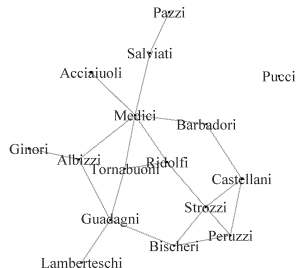 Pazzi
Salviati
Acciaiuoli
Pucci
Medici
Barbadori
Ginori
Albizzi
Tornabuoni
Ridolfi
Castellani
Strozzi
Guadagni
Peruzzi
Bischeri
Lamberteschi